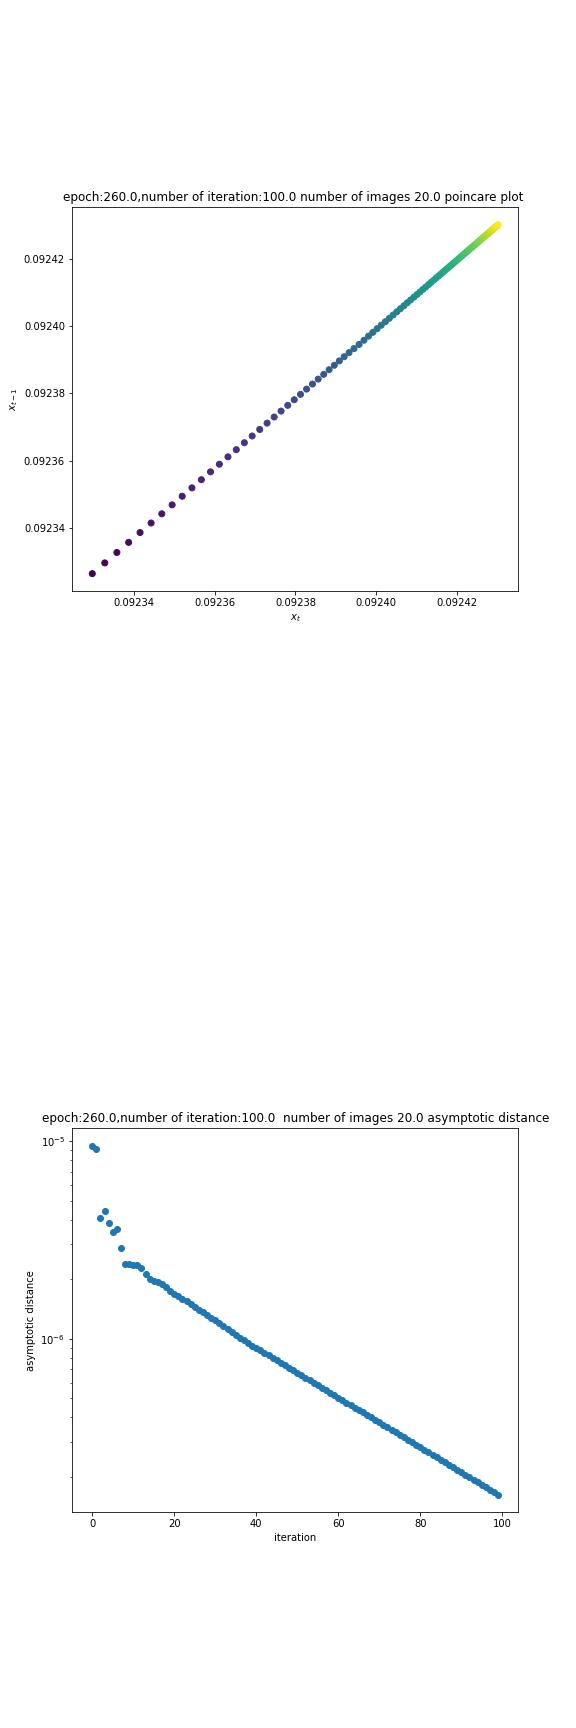 epoch:260.0,number of iteration:100.0 number of images 20.0 poincare plot
0.09242
0.09240
0.09238
0.09236
0.09234
x_{t-1}
0.09234 0.09236 0.09238 0.09240 0.09242
x_t
epoch:260.0,number of iteration:100.0  number of images 20.0 asymptotic distance
10^{-5}
10^{-6}
asymptotic distance
0 20 40 60 80 100
iteration